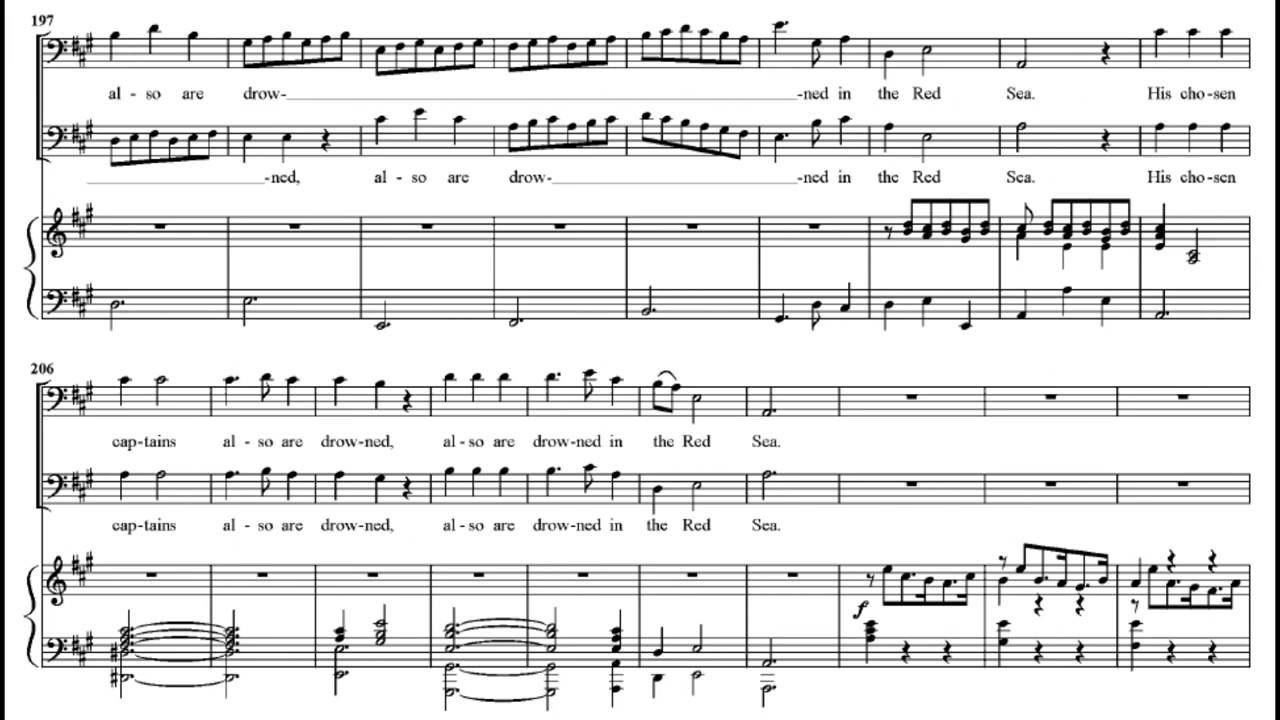 197
al - so are drow- -ned in the Red Sea. His cho-sen
-ned, al - so are drow- -ned in the Red Sea. His cho-sen
206
cap-tains al - so are drow-ned, al - so are drow-ned in the Red Sea.
cap-tains al - so are drow-ned, al - so are drow-ned in the Red Sea.
f